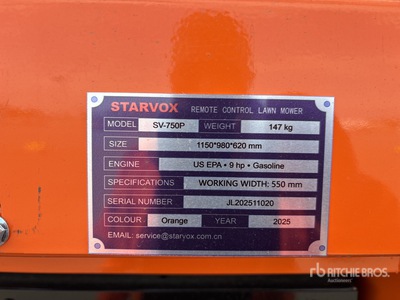 STARVOX REMOTE CONTROL LAWN MOWER
MODEL SV-750P WEIGHT 147 kg
SIZE 1150*980*620 mm
ENGINE US EPA • 9 hp • Gasoline
SPECIFICATIONS WORKING WIDTH: 550 mm
SERIAL NUMBER JL202511020
COLOUR Orange YEAR 2025
EMAIL: service@starvox.com.cn
rb RITCHIE BROS.